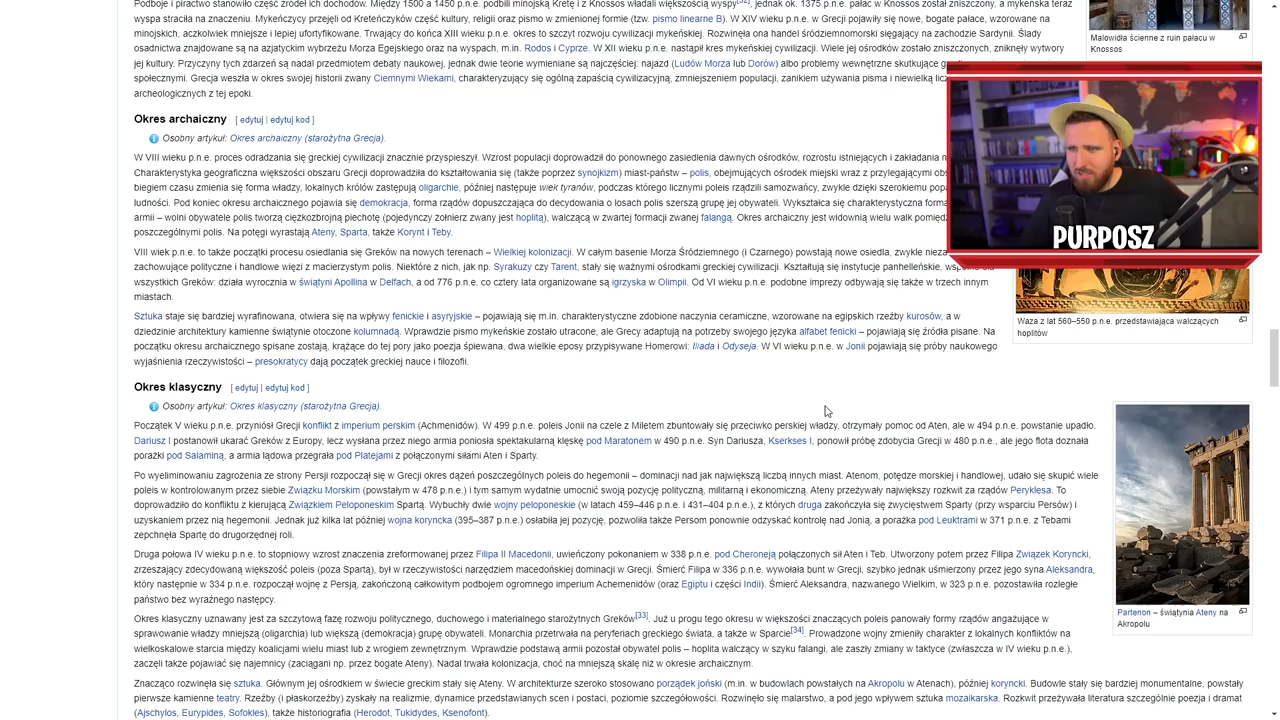 Podboje i piractwo stanowiło część źródeł ich dochodów. Między 1500 a 1450 p.n.e. podbili minojską Kretę i z Knossos władali większością wyspy[32]. jednak ok. 1375 p.n.e. pałac w Knossos został zniszczony, a mykeńska teraz
wyspa straciła na znaczeniu. Mykeńczycy przejęli od Kreteńczyków część kultury, religii oraz pismo w zmienionej formie (tzw. pismo linearne B). W XIV wieku p.n.e. w Grecji pojawiły się nowe, bogate pałace, wzorowane na
minojskich, aczkolwiek mniejsze i lepiej ufortyfikowane. Trwający do końca XIII wieku p.n.e. okres to szczyt rozwoju cywilizacji mykeńskiej. Rozwinęła ona handel śródziemnomorski sięgający na zachodzie Sardynii. Ślady
osadnictwa znajdowane są na azjatyckim wybrzeżu Morza Egejskiego oraz na wyspach, m.in. Rodos i Cyprze. W XII wieku p.n.e. nastąpił kres mykeńskiej cywilizacji. Wiele jej ośrodków zostało zniszczonych, zniknęły wytwory
jej kultury. Przyczyny tych zdarzeń są nadal przedmiotem debaty naukowej, jednak dwie teorie wymieniane są najczęściej: najazd (Ludów Morza lub Dorów) albo problemy wewnętrzne skutkujące
społecznymi. Grecja weszła w okres swojej historii zwany Ciemnymi Wiekami, charakteryzujący się ogólną zapaścią cywilizacyjną, zmniejszeniem populacji, zanikiem używania pisma i niewielką
archeologicznych z tej epoki.
Malowidła ścienne z ruin pałacu w
Knossos
Okres archaiczny [ edytuj | edytuj kod ]
Osobny artykuł: Okres archaiczny (starożytna Grecja).
W VIII wieku p.n.e. proces odradzania się greckiej cywilizacji znacznie przyspieszył. Wzrost populacji doprowadził do ponownego zasiedlenia dawnych ośrodków, rozrostu istniejących i zakładania
Charakterystyka geograficzna większości obszaru Grecji doprowadziła do kształtowania się (także poprzez synojkizm) miast-państw – polis, obejmujących ośrodek miejski wraz z przylegającymi
biegiem czasu zmienia się forma władzy, lokalnych królów zastępują oligarchie, później następuje wiek tyranów, podczas którego licznymi poleis rządzili samozwańcy, zwykle dzięki szerokiemu
ludości. Pod koniec okresu archaicznego pojawia się demokracja, forma rządów dopuszczająca do decydowania o losach polis szerszą grupę jej obywateli. Wykształca się charakterystyczna
armii – wolni obywatele polis tworzą ciężkozbrojną piechotę (pojedynczy żołnierz zwany jest hoplitą), walczącą w zwartej formacji zwanej falangą. Okres archaiczny jest widownią wielu walk
poszczególnymi polis. Na potęgi wyrastają Ateny, Sparta, także Korynt i Teby.
PURPOSZ
VIII wiek p.n.e. to także początki procesu osiedlania się Greków na nowych terenach – Wielkiej kolonizacji. W całym basenie Morza Śródziemnego (i Czarnego) powstają nowe osiedla, zwykle
zachowujące polityczne i handlowe więzi z macierzystym polis. Niektóre z nich, jak np. Syrakuzy czy Tarent, stały się ważnymi ośrodkami greckiej cywilizacji. Kształtują się instytucje panhelleńskie,
wszystkich Greków: działa wyrocznia w świątyni Apollina w Delfach, a od 776 p.n.e. co cztery lata organizowane są igrzyska w Olimpii. Od VI wieku p.n.e. podobne imprezy odbywają się także w trzech innym
miastach.
Sztuka staje się bardziej wyrafinowana, otwiera się na wpływy fenickie i asyryjskie – pojawiają się m.in. charakterystyczne zdobione naczynia ceramiczne, wzorowane na egipskich rzeźby kurosów, a w
dziedzinie architektury kamienne świątynie otoczone kolumnadą. Wprawdzie pismo mykeńskie zostało utracone, ale Grecy adaptują na potrzeby swojego języka alfabet fenicki – pojawiają się źródła pisane. Na
początku okresu archaicznego spisane zostają, krążące do tej pory jako poezja śpiewana, dwa wielkie eposy przypisywane Homerowi: Iliada i Odyseja. W VI wieku p.n.e. w Jonii pojawiają się próby naukowego
wyjaśnienia rzeczywistości – presokratycy dają początek greckiej nauce i filozofii.
Waza z lat 560–550 p.n.e. przedstawiająca walczących
hoplitów
Okres klasyczny [ edytuj | edytuj kod ]
Osobny artykuł: Okres klasyczny (starożytna Grecja).
Początek V wieku p.n.e. przyniósł Grecji konflikt z imperium perskim (Achmenidów). W 499 p.n.e. poleis Jonii na czele z Miletem zbuntowały się przeciwko perskiej władzy, otrzymały pomoc od Aten, ale w 494 p.n.e. powstanie upadło.
Dariusz I postanowił ukarać Greków z Europy, lecz wysłana przez niego armia poniosła spektakularną klęskę pod Maratonem w 490 p.n.e. Syn Dariusza, Kserkses I, ponowił próbę zdobycia Grecji w 480 p.n.e., ale jego flota doznała
porażki pod Salaminą, a armia lądowa przegrała pod Platejami z połączonymi siłami Aten i Sparty.
Po wyeliminowaniu zagrożenia ze strony Persji rozpoczął się w Grecji okres dążeń poszczególnych poleis do hegemonii – dominacji nad jak największą liczbą innych miast. Atenom, potędze morskiej i handlowej, udało się skupić wiele
poleis w kontrolowanym przez siebie Związku Morskim (powstałym w 478 p.n.e.) i tym samym wydatnie umocnić swoją pozycję polityczną, militarną i ekonomiczną. Ateny przeżywały największy rozkwit za rządów Peryklesa. To
doprowadziło do konfliktu z kierującą Związkiem Peloponeskim Spartą. Wybuchły dwie wojny peloponeskie (w latach 459–446 p.n.e. i 431–404 p.n.e.), z których druga zakończyła się zwycięstwem Sparty (przy wsparciu Persów) i
uzyskaniem przez nią hegemonii. Jednak już kilka lat później wojna koryncka (395–387 p.n.e.) osłabiła jej pozycję, pozwoliła także Persom ponownie odzyskać kontrolę nad Jonią, a porażka pod Leuktrami w 371 p.n.e. z Tebami
zepchnęła Spartę do drugorzędnej roli.
Druga połowa IV wieku p.n.e. to stopniowy wzrost znaczenia zreformowanej przez Filipa II Macedonii, uwieńczony pokonaniem w 338 p.n.e. pod Cheroneją połączonych sił Aten i Teb. Utworzony potem przez Filipa Związek Koryncki,
zrzeszający zdecydowaną większość poleis (poza Spartą), był w rzeczywistości narzędziem macedońskiej dominacji w Grecji. Śmierć Filipa w 336 p.n.e. wywołała bunt w Grecji, szybko jednak uśmierzony przez jego syna Aleksandra,
który następnie w 334 p.n.e. rozpoczął wojnę z Persją, zakończoną całkowitym podbojem ogromnego imperium Achemenidów (oraz Egiptu i części Indii). Śmierć Aleksandra, nazwanego Wielkim, w 323 p.n.e. pozostawiła rozległe
państwo bez wyraźnego następcy.
Okres klasyczny uznawany jest za szczytową fazę rozwoju politycznego, duchowego i materialnego starożytnych Greków[33]. Już u progu tego okresu w większości znaczących poleis panowały formy rządów angażujące w
sprawowanie władzy mniejszą (oligarchia) lub większą (demokracja) grupę obywateli. Monarchia przetrwała na peryferiach greckiego świata, a także w Sparcie[34]. Prowadzone wojny zmieniły charakter z lokalnych konfliktów na
wielkoskalowe starcia między koalicjami wielu miast lub z wrogiem zewnętrznym. Wprawdzie podstawą armii pozostał obywatel polis – hoplita walczący w szyku falangi, ale zaszły zmiany w taktyce (zwłaszcza w IV wieku p.n.e.),
zaczęli także pojawiać się najemnicy (zaciągani np. przez bogate Ateny). Nadal trwała kolonizacja, choć na mniejszą skalę niż w okresie archaicznym.
Partenon – świątynia Ateny na
Akropolu
Znacząco rozwinęła się sztuka. Głównym jej ośrodkiem w świecie greckim stały się Ateny. W architekturze szeroko stosowano porządek joński (m.in. w budowlach powstałych na Akropolu w Atenach), później koryncki. Budowle stały się bardziej monumentalne, powstały
pierwsze kamienne teatry. Rzeźby (i płaskorzeźby) zyskały na realizmie, dynamice przedstawianych scen i postaci, poziomie szczegółowości. Rozwinęło się malarstwo, a pod jego wpływem sztuka mozaikarska. Rozkwit przeżywała literatura szczególnie poezja i dramat
(Ajschylos, Eurypides, Sofokles), także historiografia (Herodot, Tukidydes, Ksenofont).